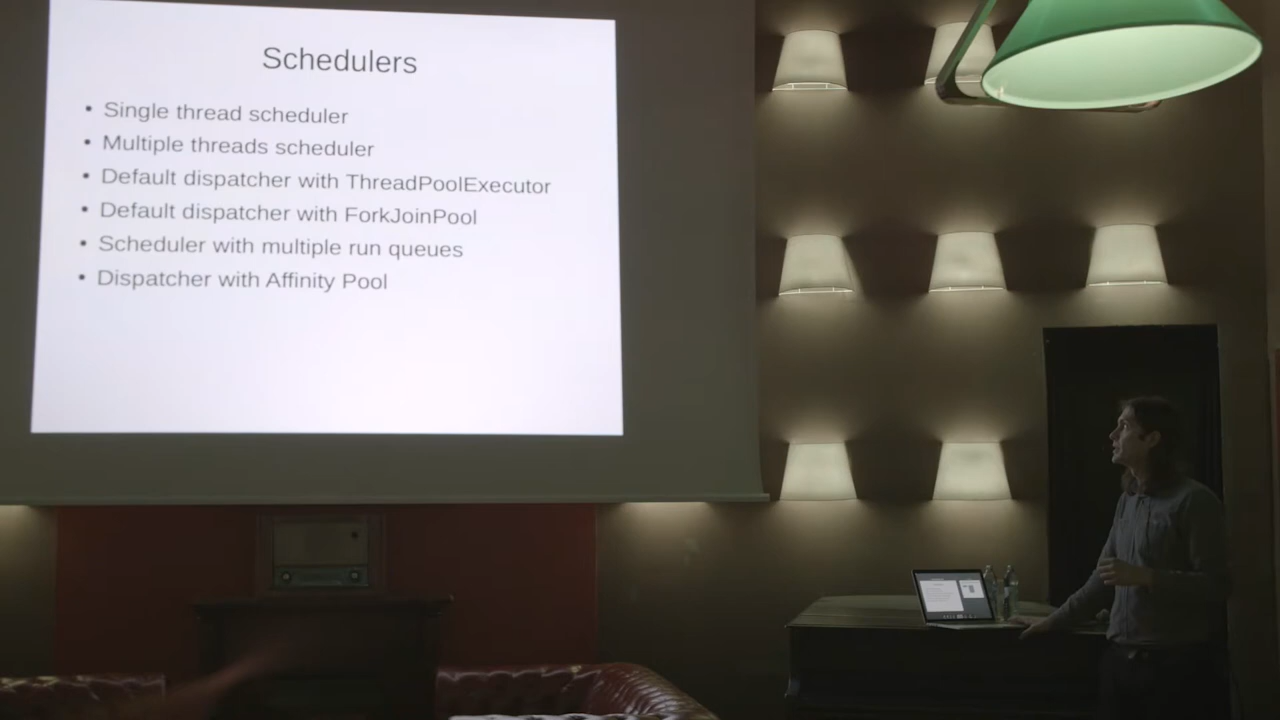 Schedulers
• Single thread scheduler
• Multiple threads scheduler
• Default dispatcher with ThreadPoolExecutor
• Default dispatcher with ForkJoinPool
• Scheduler with multiple run queues
• Dispatcher with Affinity Pool